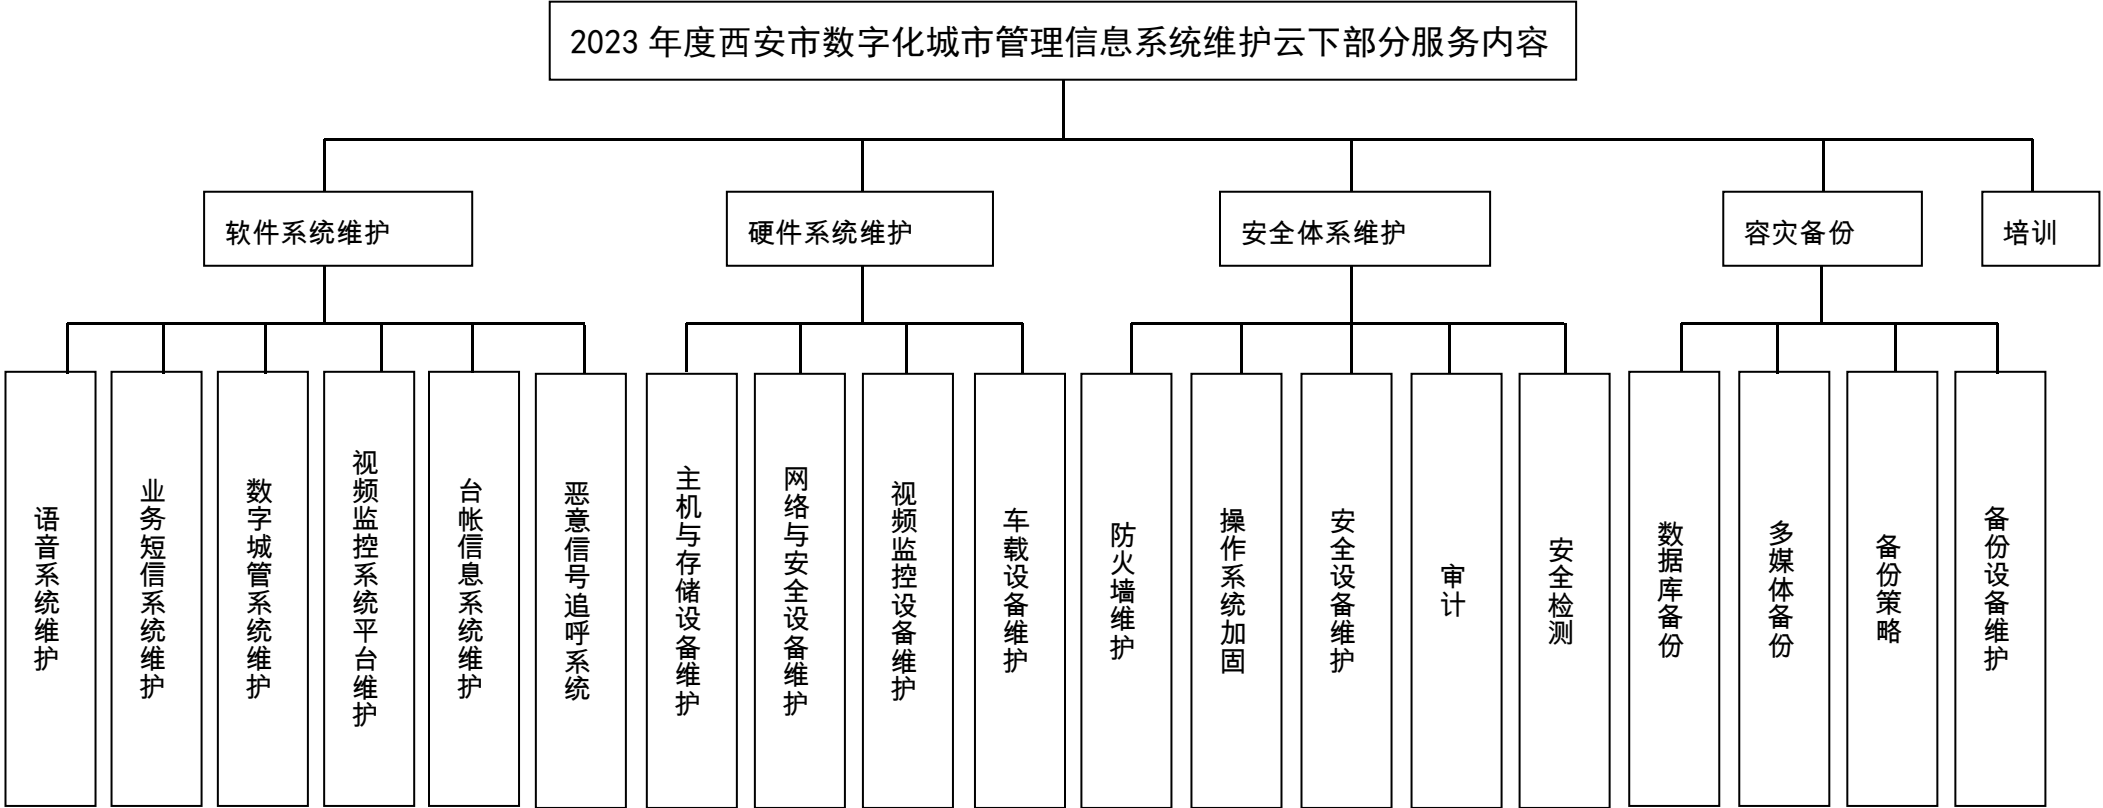 2023 年度西安市数字化城市管理信息系统维护云下部分服务内容
软件系统维护
硬件系统维护
安全体系维护
容灾备份
培训
语音系统维护
业务短信系统维护
数字城管系统维护
视频监控系统平台维护
台帐信息系统维护
恶意信号追呼系统
主机与存储设备维护
网络与安全设备维护
视频监控设备维护
车载设备维护
防火墙维护
操作系统加固
安全设备维护
审计
安全检测
数据库备份
多媒体备份
备份策略
备份设备维护